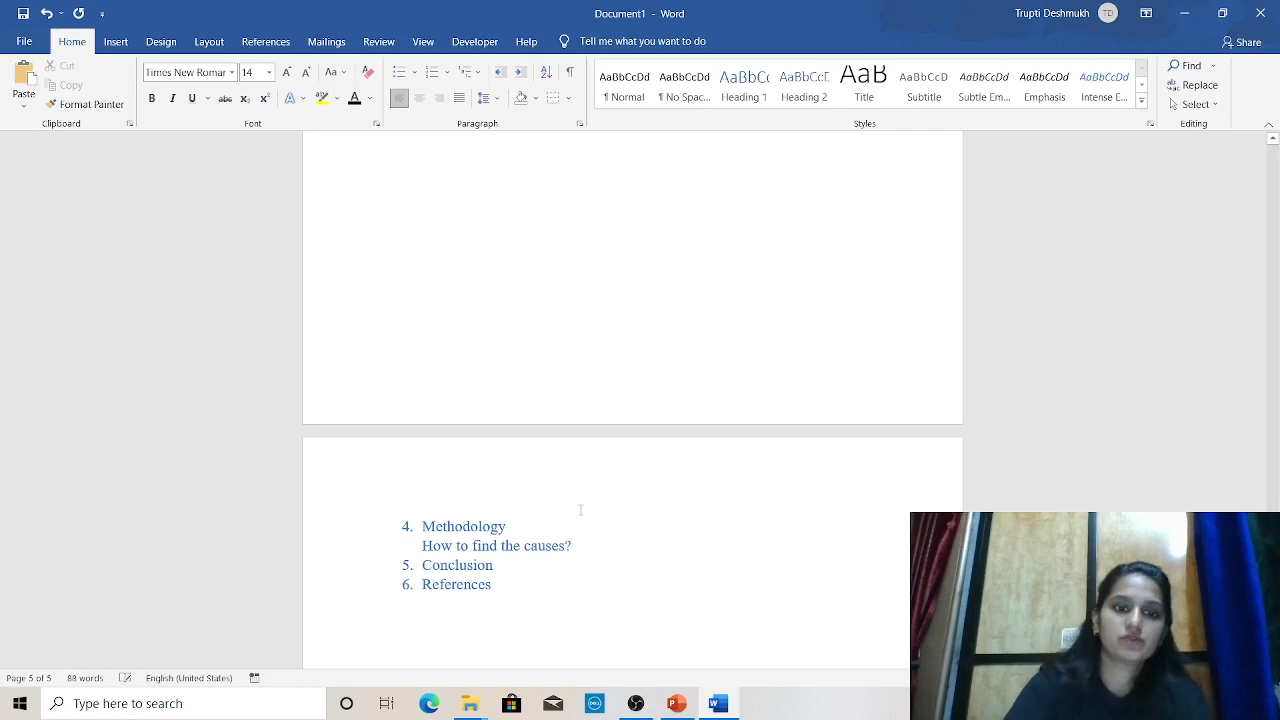 Document1 - Word
Trupti Deshmukh TD
File Home Insert Design Layout References Mailings Review View Developer Help Tell me what you want to do Share
Paste
Cut
Copy
Format Painter
Clipboard
Times New Roman 14
Font
Paragraph
AaBbCcDd AaBbCcDd AaBbCc AaBbCcD AaB AaBbCcD AaBbCcDd AaBbCcDd AaBbCcDd
¶ Normal ¶ No Spac... Heading 1 Heading 2 Title Subtitle Subtle Em... Emphasis Intense E...
Styles
Find
Replace
Select
Editing
4. Methodology
How to find the causes?
5. Conclusion
6. References
Page 5 of 5 88 words English (United States)
Type here to search